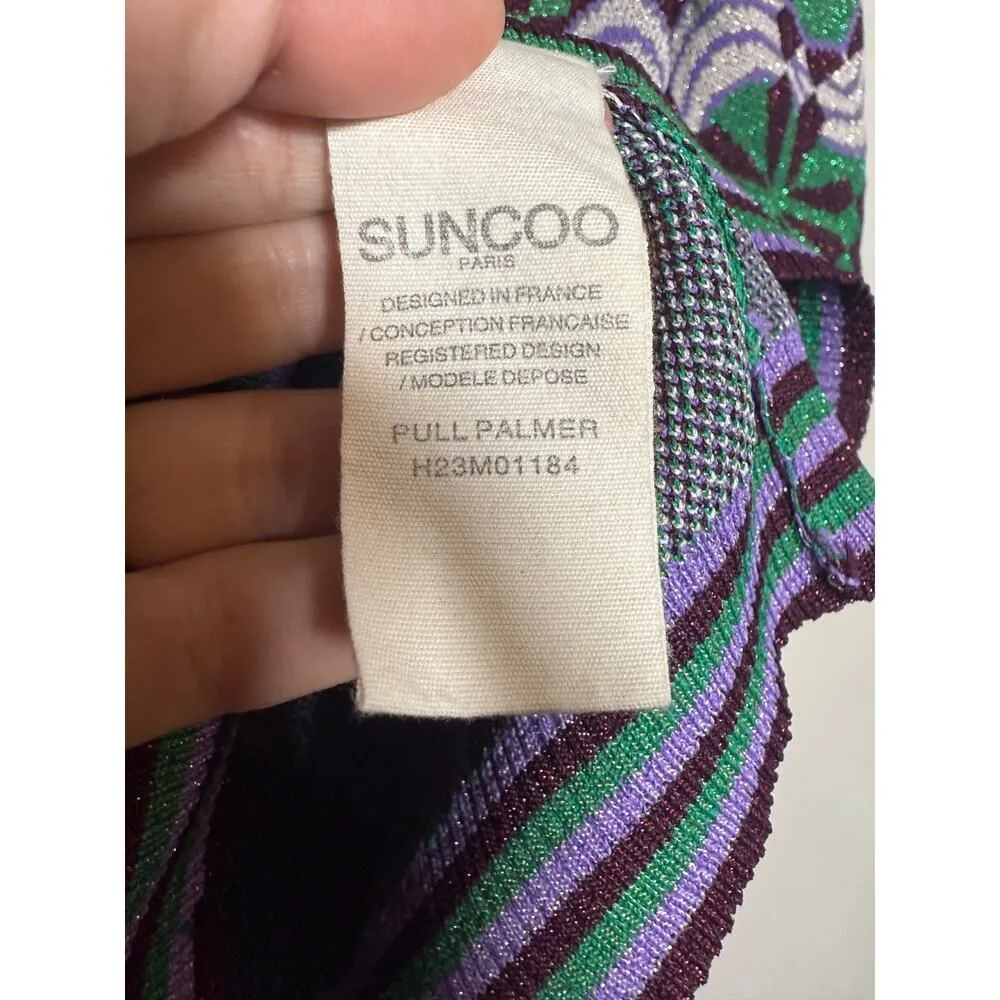 SUNCOO
PARIS
DESIGNED IN FRANCE
/ CONCEPTION FRANCAISE
REGISTERED DESIGN
/ MODELE DEPOSE
PULL PALMER
H23M01184